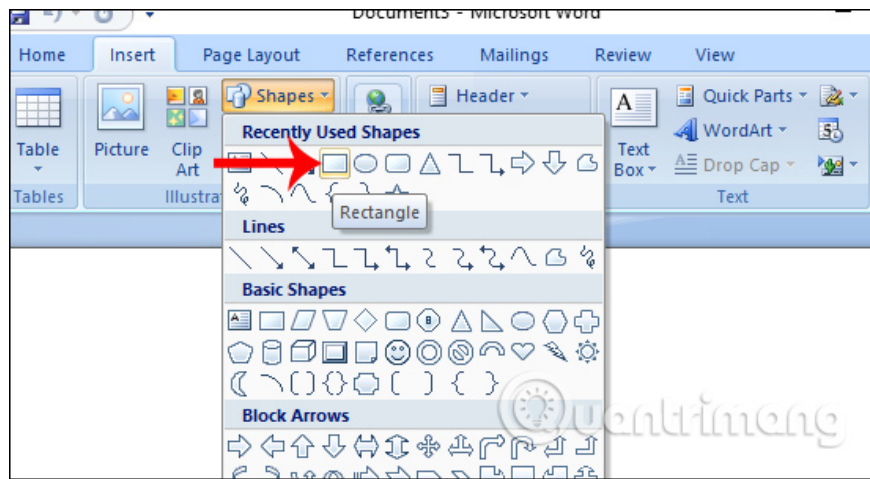 Document5 - Microsoft Word
Home Insert Page Layout References Mailings Review View
Shapes Header Quick Parts
WordArt
Drop Cap
Table Picture Clip Art Text Box
Tables Illustra Text
Recently Used Shapes
Rectangle
Lines
Basic Shapes
Block Arrows
Quantrimang